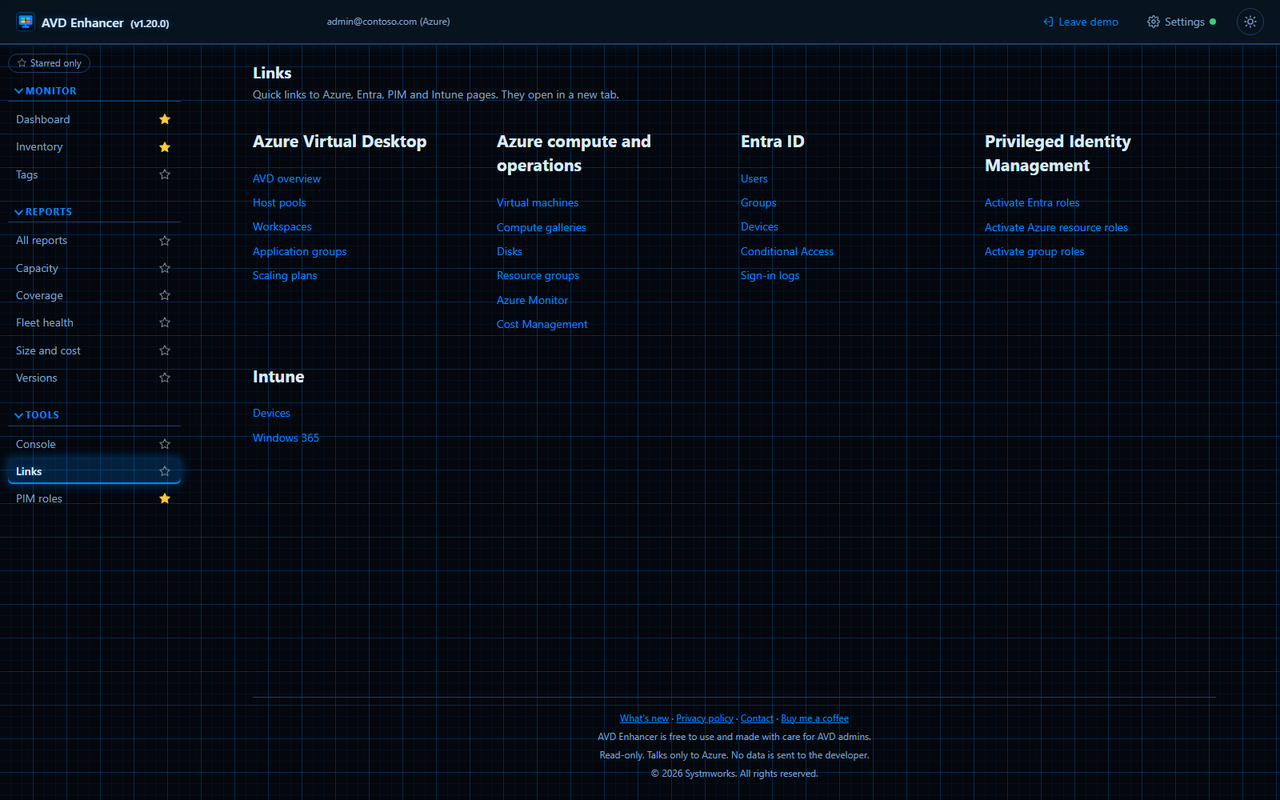 AVD Enhancer (v1.20.0)
admin@contoso.com (Azure)
Leave demo
Settings
Starred only
MONITOR
Dashboard
Inventory
Tags
REPORTS
All reports
Capacity
Coverage
Fleet health
Size and cost
Versions
TOOLS
Console
Links
PIM roles
Links
Quick links to Azure, Entra, PIM and Intune pages. They open in a new tab.
Azure Virtual Desktop
AVD overview
Host pools
Workspaces
Application groups
Scaling plans
Azure compute and
operations
Virtual machines
Compute galleries
Disks
Resource groups
Azure Monitor
Cost Management
Entra ID
Users
Groups
Devices
Conditional Access
Sign-in logs
Privileged Identity
Management
Activate Entra roles
Activate Azure resource roles
Activate group roles
Intune
Devices
Windows 365
What's new · Privacy policy · Contact · Buy me a coffee
AVD Enhancer is free to use and made with care for AVD admins.
Read-only. Talks only to Azure. No data is sent to the developer.
© 2026 Systmworks. All rights reserved.